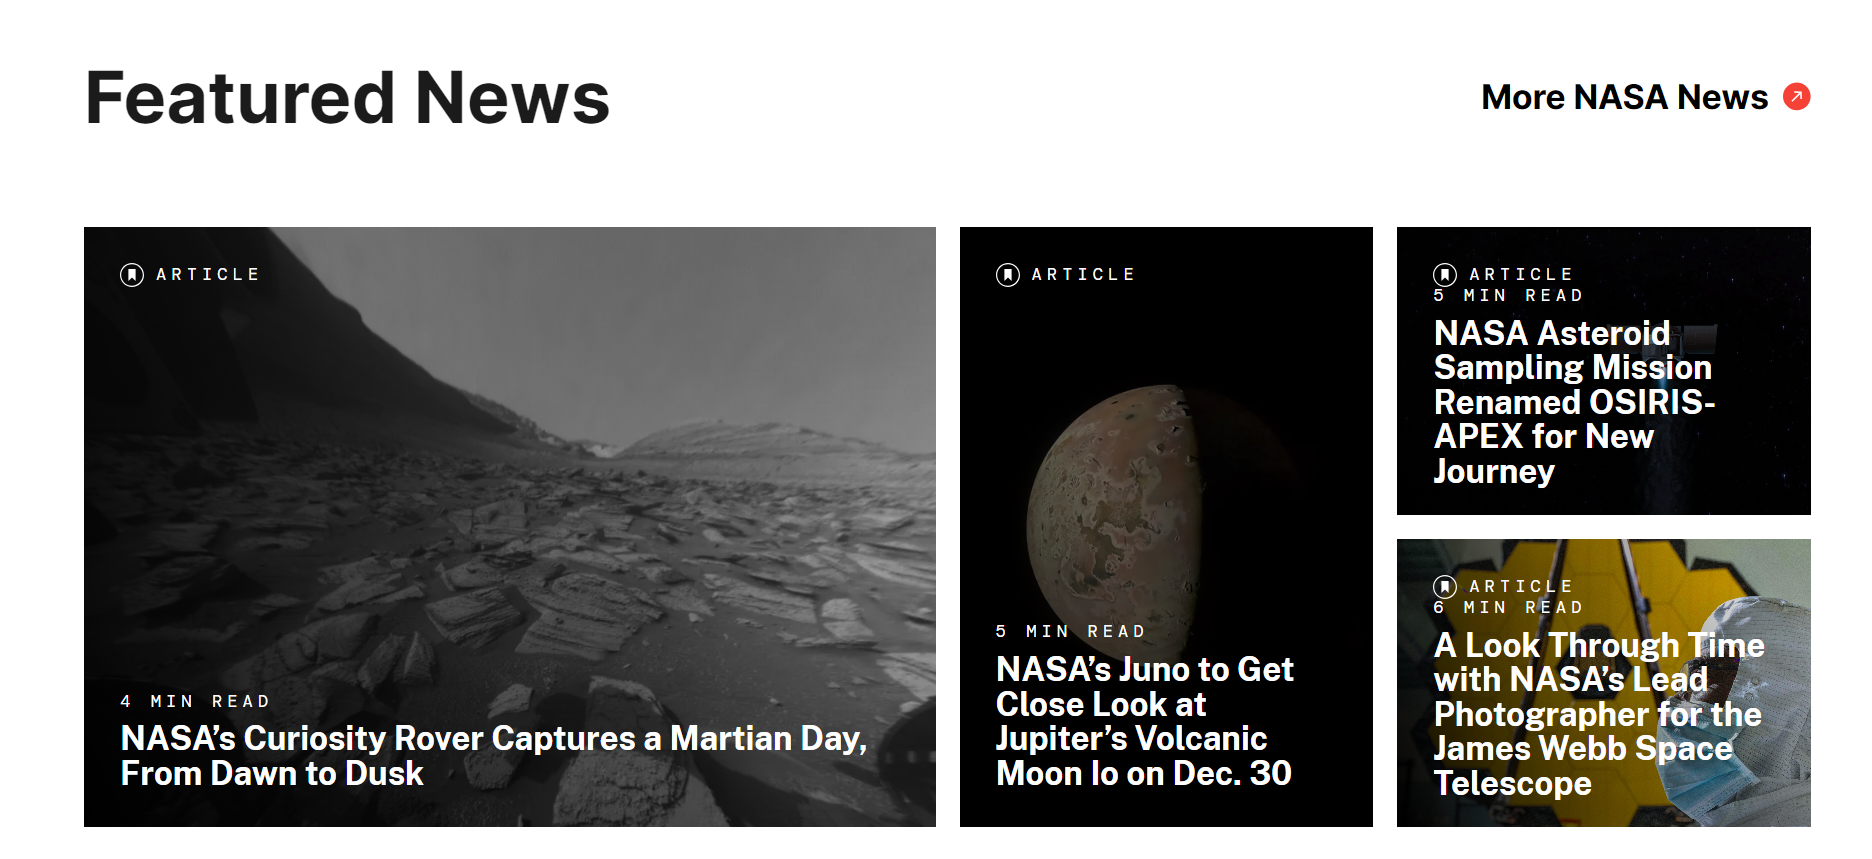 Featured News
More NASA News
ARTICLE
4 MIN READ
NASA’s Curiosity Rover Captures a Martian Day,
From Dawn to Dusk
ARTICLE
5 MIN READ
NASA’s Juno to Get
Close Look at
Jupiter’s Volcanic
Moon Io on Dec. 30
ARTICLE
5 MIN READ
NASA Asteroid
Sampling Mission
Renamed OSIRIS-
APEX for New
Journey
ARTICLE
6 MIN READ
A Look Through Time
with NASA’s Lead
Photographer for the
James Webb Space
Telescope